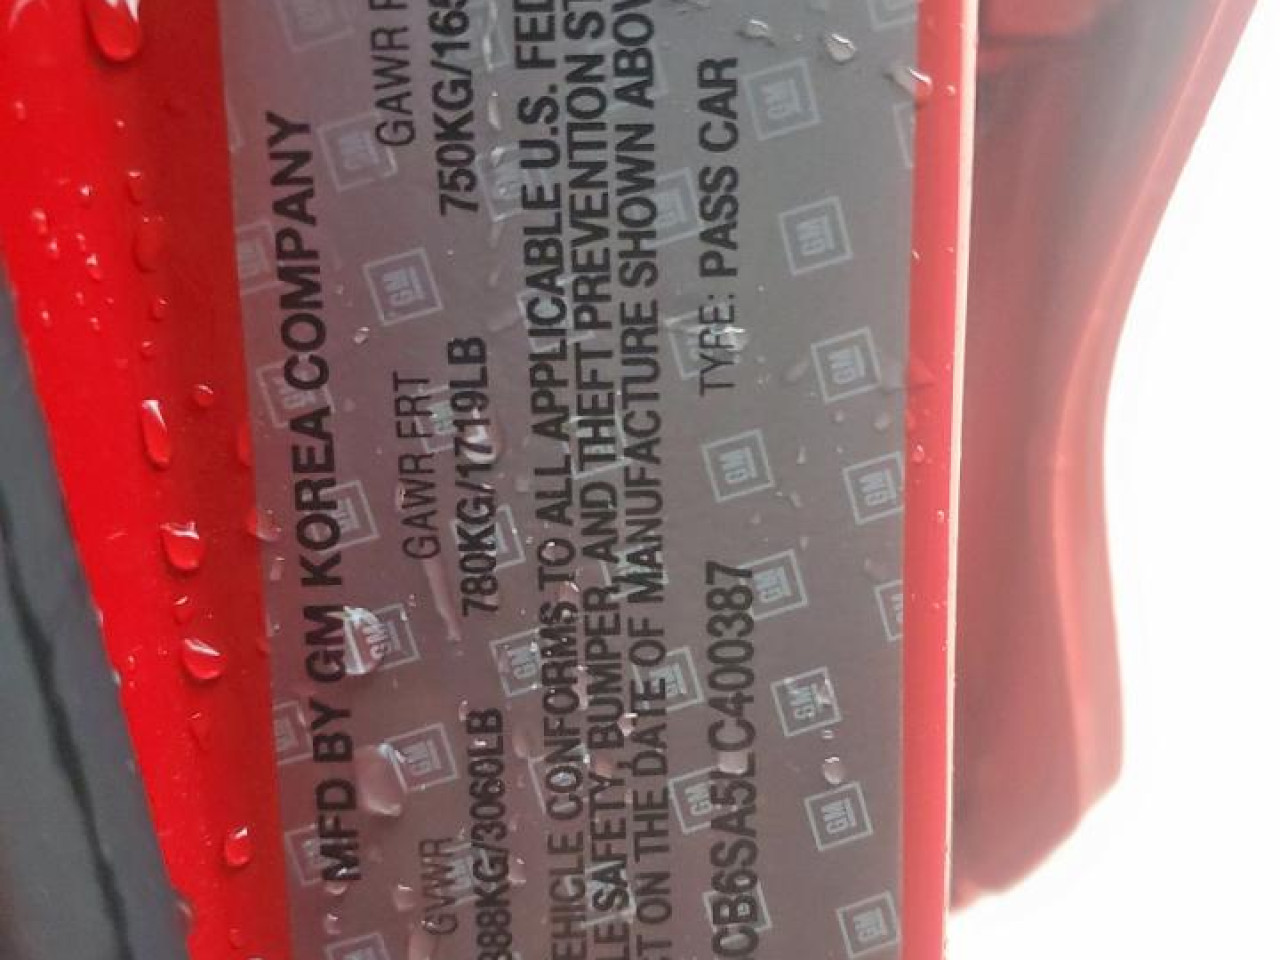 MFD BY GM KOREA COMPANY
GVWR GAWR FRT GAWR R
388KG/3060LB 780KG/1719LB 750KG/165
EHICLE CONFORMS TO ALL APPLICABLE U.S. FED
LE SAFETY, BUMPER, AND THEFT PREVENTION ST
T ON THE DATE OF MANUFACTURE SHOWN ABOV
CB6SA5LC400387 TYPE: PASS CAR